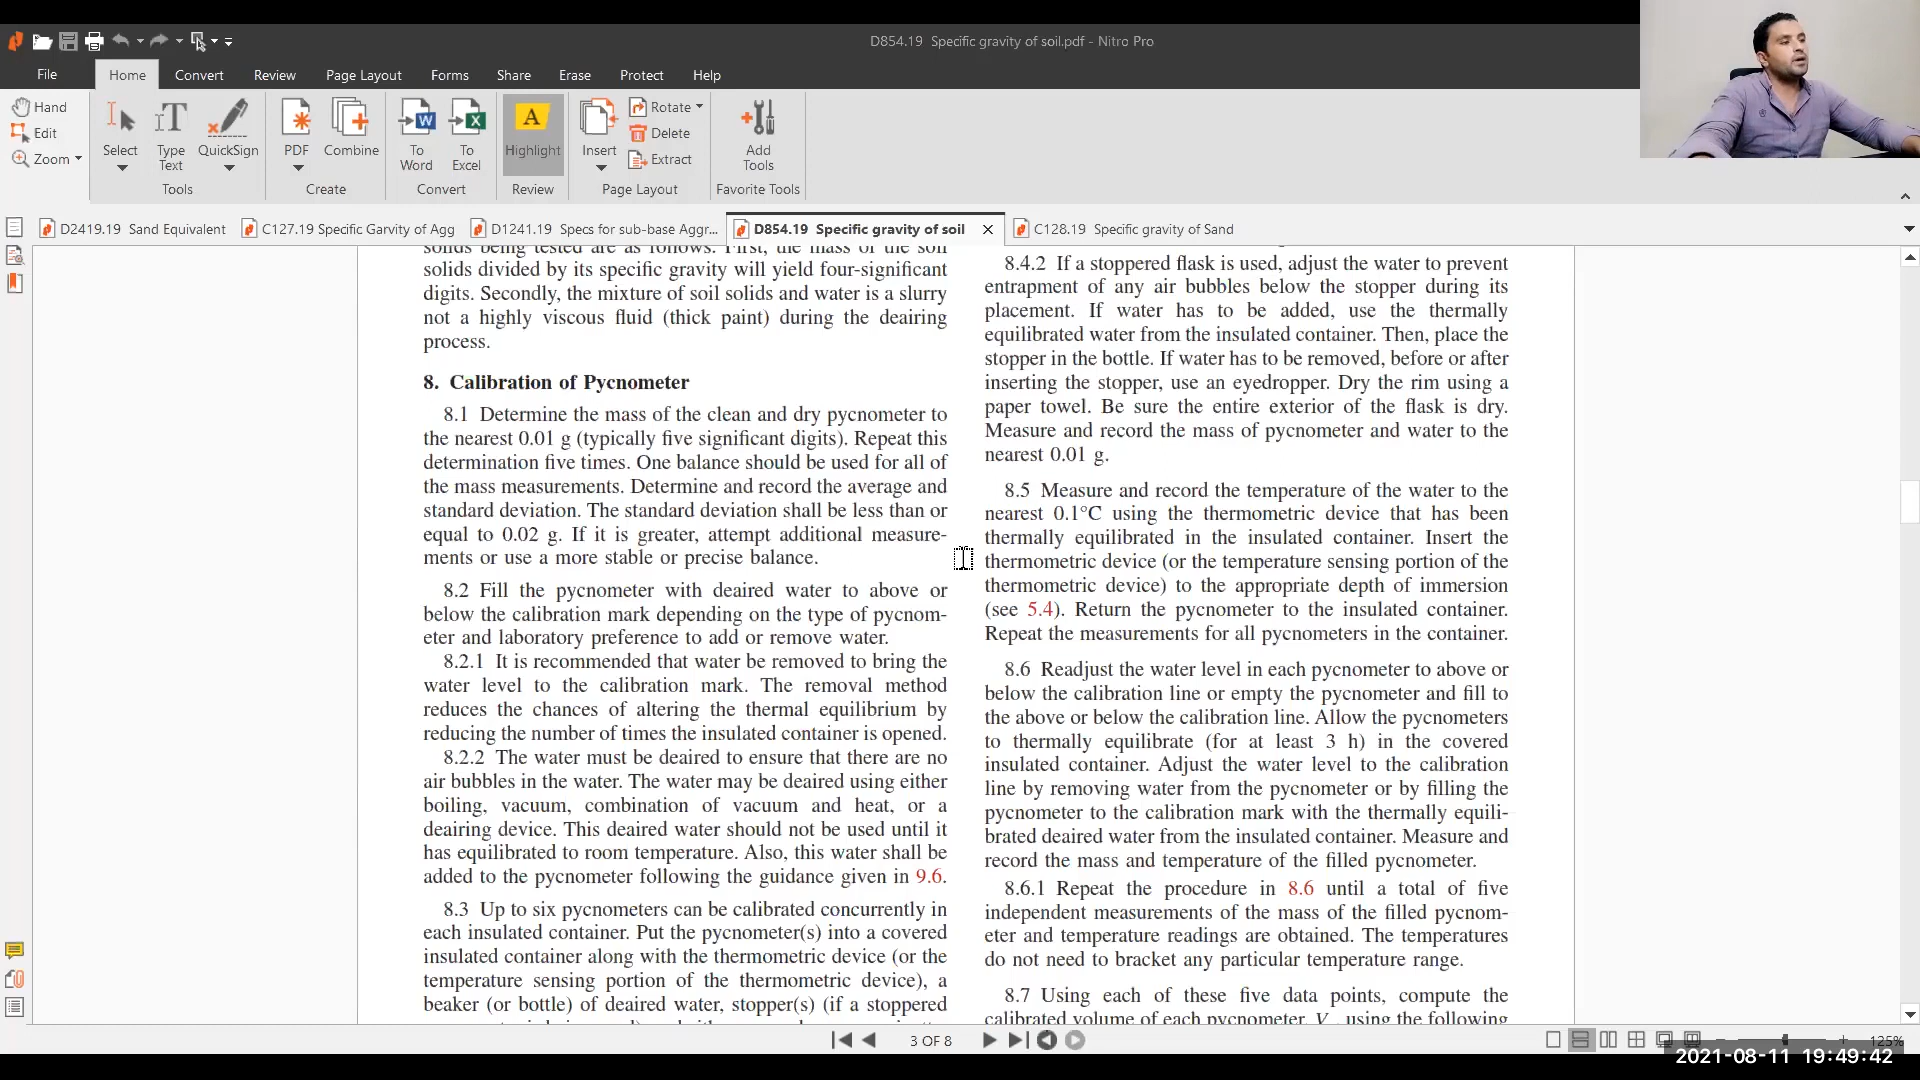 D854.19 Specific gravity of soil.pdf - Nitro Pro
File
Home
Convert
Review
Page Layout
Forms
Share
Erase
Protect
Help
Hand
Edit
Zoom
Select
Type
Text
QuickSign
Tools
PDF
Combine
Create
To
Word
To
Excel
Convert
Highlight
Review
Insert
Rotate
Delete
Extract
Page Layout
Add
Tools
Favorite Tools
D2419.19 Sand Equivalent
C127.19 Specific Garvity of Agg
D1241.19 Specs for sub-base Aggr...
D854.19 Specific gravity of soil
C128.19 Specific gravity of Sand
solids being tested are as follows. First, the mass of the soil
solids divided by its specific gravity will yield four-significant
digits. Secondly, the mixture of soil solids and water is a slurry
not a highly viscous fluid (thick paint) during the deairing
process.
8. Calibration of Pycnometer
8.1 Determine the mass of the clean and dry pycnometer to
the nearest 0.01 g (typically five significant digits). Repeat this
determination five times. One balance should be used for all of
the mass measurements. Determine and record the average and
standard deviation. The standard deviation shall be less than or
equal to 0.02 g. If it is greater, attempt additional measure-
ments or use a more stable or precise balance.
8.2 Fill the pycnometer with deaired water to above or
below the calibration mark depending on the type of pycnom-
eter and laboratory preference to add or remove water.
8.2.1 It is recommended that water be removed to bring the
water level to the calibration mark. The removal method
reduces the chances of altering the thermal equilibrium by
reducing the number of times the insulated container is opened.
8.2.2 The water must be deaired to ensure that there are no
air bubbles in the water. The water may be deaired using either
boiling, vacuum, combination of vacuum and heat, or a
deairing device. This deaired water should not be used until it
has equilibrated to room temperature. Also, this water shall be
added to the pycnometer following the guidance given in 9.6.
8.3 Up to six pycnometers can be calibrated concurrently in
each insulated container. Put the pycnometer(s) into a covered
insulated container along with the thermometric device (or the
temperature sensing portion of the thermometric device), a
beaker (or bottle) of deaired water, stopper(s) (if a stoppered
8.4.2 If a stoppered flask is used, adjust the water to prevent
entrapment of any air bubbles below the stopper during its
placement. If water has to be added, use the thermally
equilibrated water from the insulated container. Then, place the
stopper in the bottle. If water has to be removed, before or after
inserting the stopper, use an eyedropper. Dry the rim using a
paper towel. Be sure the entire exterior of the flask is dry.
Measure and record the mass of pycnometer and water to the
nearest 0.01 g.
8.5 Measure and record the temperature of the water to the
nearest 0.1°C using the thermometric device that has been
thermally equilibrated in the insulated container. Insert the
thermometric device (or the temperature sensing portion of the
thermometric device) to the appropriate depth of immersion
(see 5.4). Return the pycnometer to the insulated container.
Repeat the measurements for all pycnometers in the container.
8.6 Readjust the water level in each pycnometer to above or
below the calibration line or empty the pycnometer and fill to
the above or below the calibration line. Allow the pycnometers
to thermally equilibrate (for at least 3 h) in the covered
insulated container. Adjust the water level to the calibration
line by removing water from the pycnometer or by filling the
pycnometer to the calibration mark with the thermally equili-
brated deaired water from the insulated container. Measure and
record the mass and temperature of the filled pycnometer.
8.6.1 Repeat the procedure in 8.6 until a total of five
independent measurements of the mass of the filled pycnom-
eter and temperature readings are obtained. The temperatures
do not need to bracket any particular temperature range.
8.7 Using each of these five data points, compute the
calibrated volume of each pycnometer, V , using the following
3 OF 8
125%
2021-08-11 19:49:42